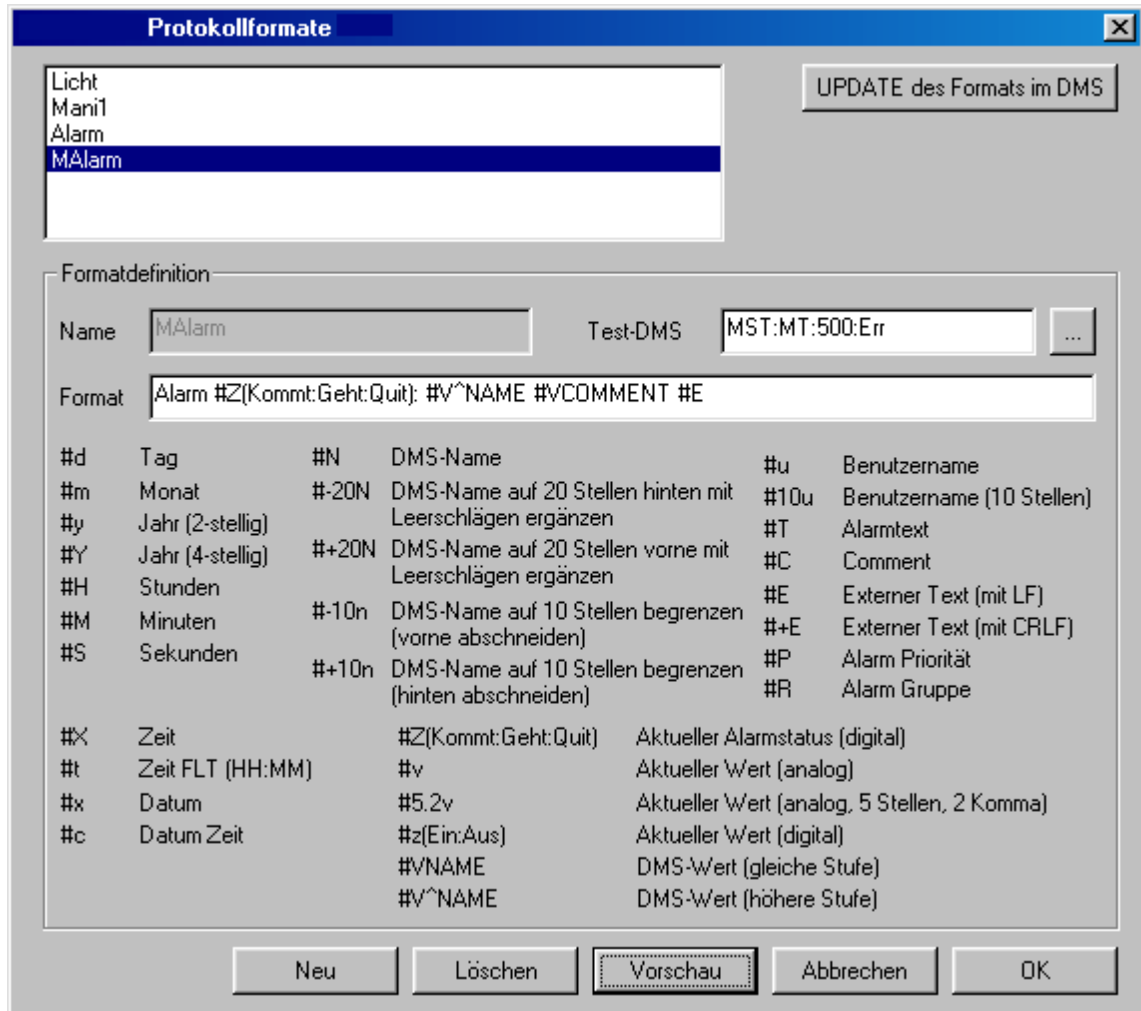 Protokollformate
Licht
Mani1
Alarm
MAlarm
UPDATE des Formats im DMS
Formatdefinition
Name MAlarm Test-DMS MST:MT:500:Err ...
Format Alarm #Z(Kommt:Geht:Quit): #V^NAME #VCOMMENT #E
#d Tag
#m Monat
#y Jahr (2-stellig)
#Y Jahr (4-stellig)
#H Stunden
#M Minuten
#S Sekunden
#N DMS-Name
#-20N DMS-Name auf 20 Stellen hinten mit
Leerschlägen ergänzen
#+20N DMS-Name auf 20 Stellen vorne mit
Leerschlägen ergänzen
#-10n DMS-Name auf 10 Stellen begrenzen
(vorne abschneiden)
#+10n DMS-Name auf 10 Stellen begrenzen
(hinten abschneiden)
#u Benutzername
#10u Benutzername (10 Stellen)
#T Alarmtext
#C Comment
#E Externer Text (mit LF)
#+E Externer Text (mit CRLF)
#P Alarm Priorität
#R Alarm Gruppe
#X Zeit
#t Zeit FLT (HH:MM)
#x Datum
#c Datum Zeit
#Z(Kommt:Geht:Quit) Aktueller Alarmstatus (digital)
#v Aktueller Wert (analog)
#5.2v Aktueller Wert (analog, 5 Stellen, 2 Komma)
#z(Ein:Aus) Aktueller Wert (digital)
#VNAME DMS-Wert (gleiche Stufe)
#V^NAME DMS-Wert (höhere Stufe)
Neu Löschen Vorschau Abbrechen OK